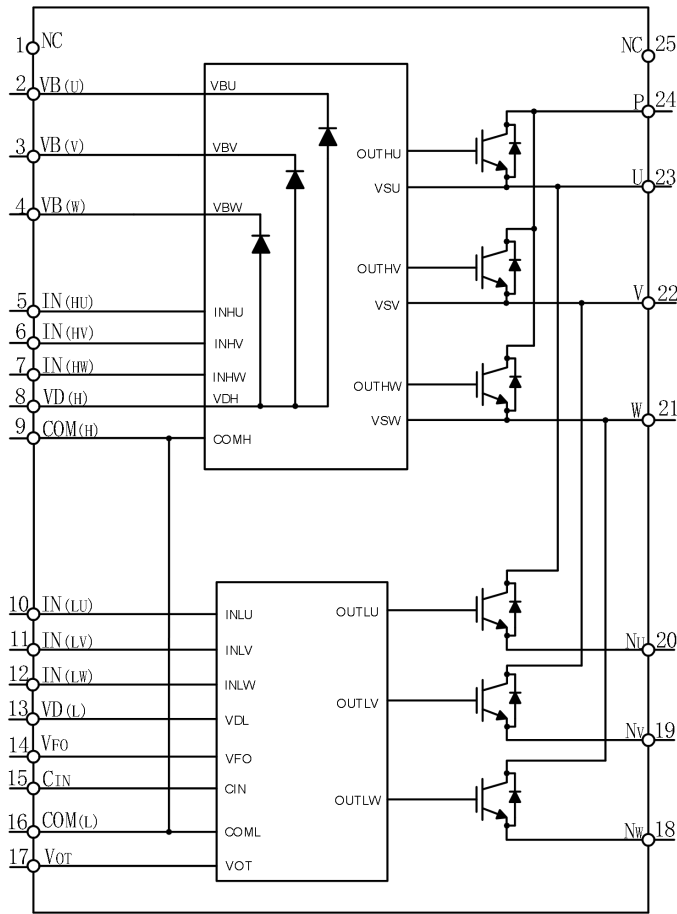 1 NC
NC 25
2 VB(U)
VBU
P 24
3 VB(V)
VBV
OUTHU
VSU
U 23
4 VB(W)
VBW
OUTHV
VSV
V 22
5 IN(HU)
INHU
6 IN(HV)
INHV
7 IN(HW)
INHW
OUTHW
8 VD(H)
VDH
VSW
W 21
9 COM(H)
COMH
10 IN(LU)
INLU
OUTLU
11 IN(LV)
INLV
NU 20
12 IN(LW)
INLW
13 VD(L)
VDL
OUTLV
14 VFO
VFO
NV 19
15 CIN
CIN
OUTLW
16 COM(L)
COML
NW 18
17 VOT
VOT